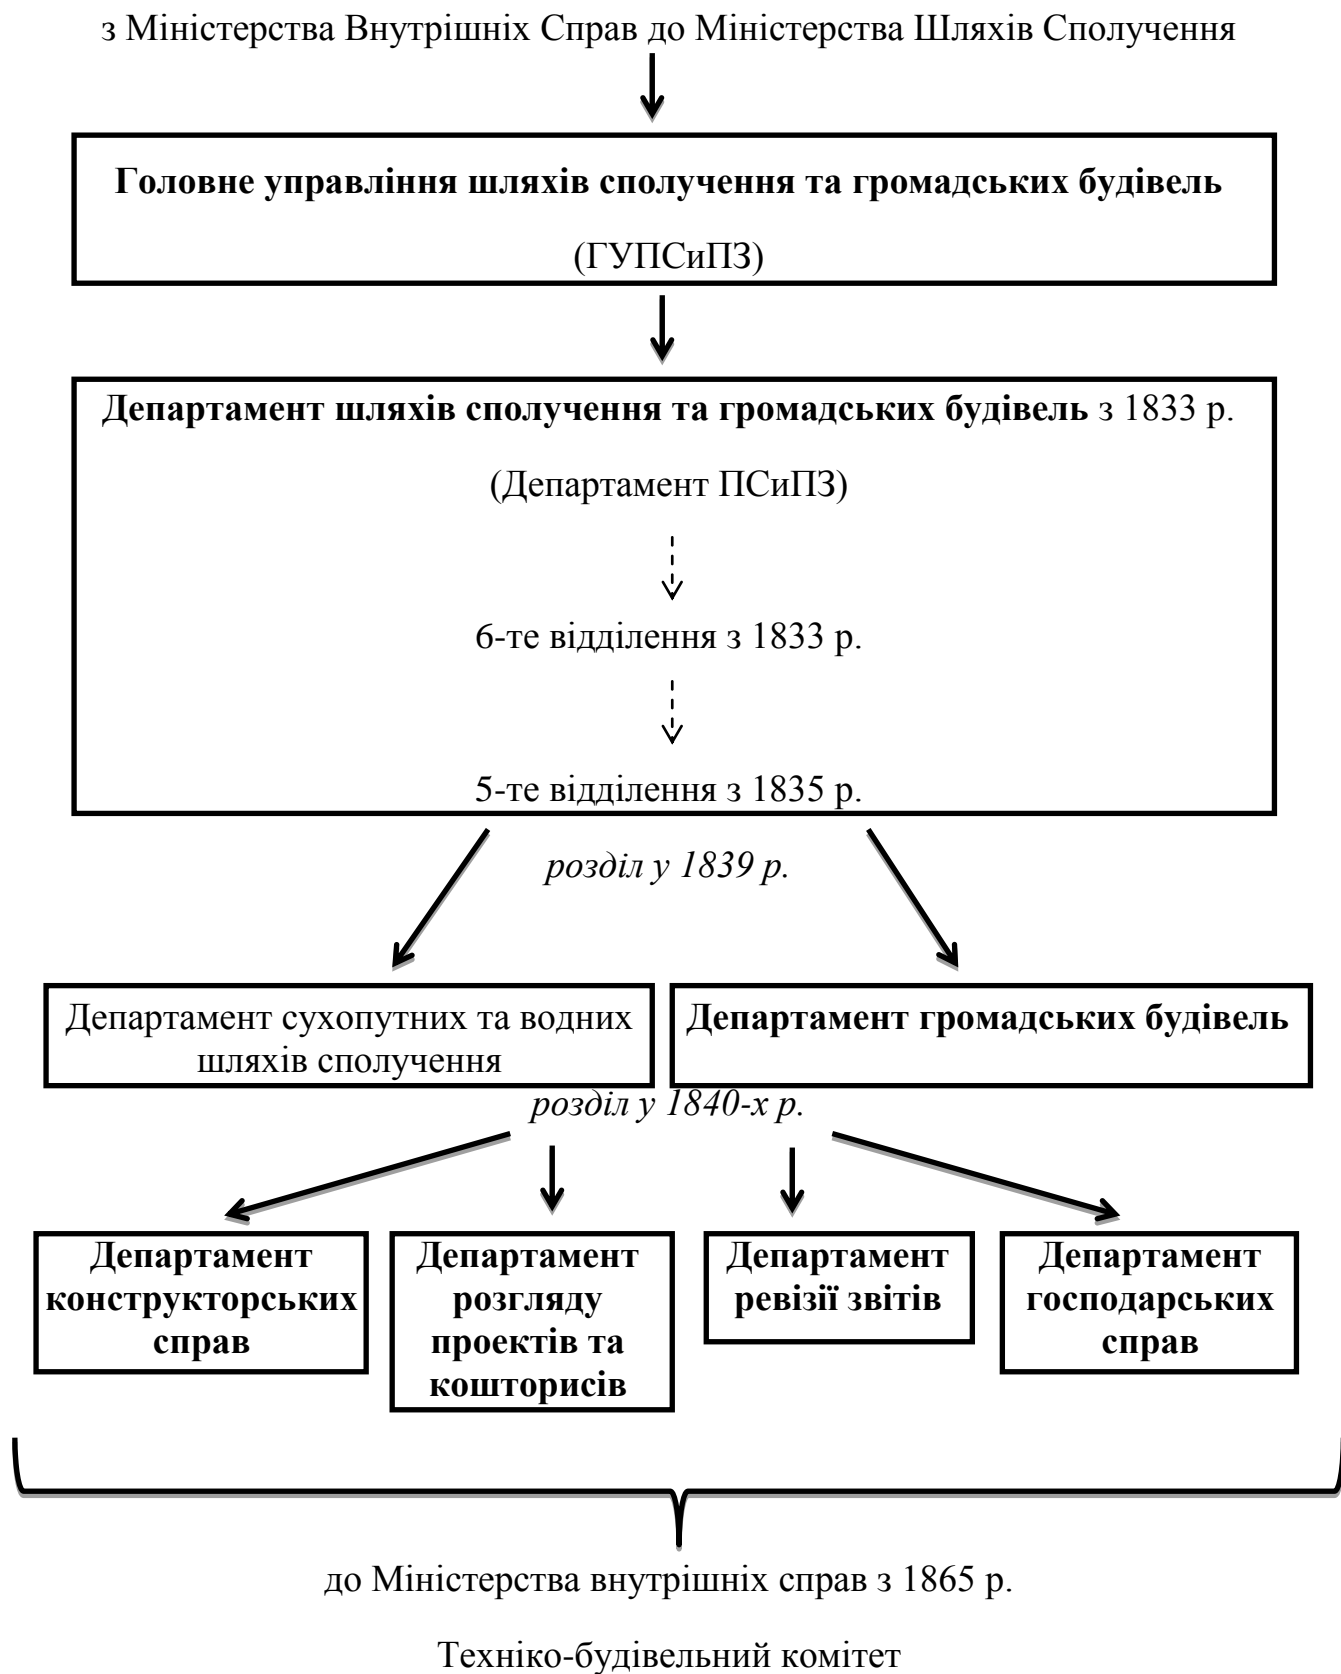 з Міністерства Внутрішніх Справ до Міністерства Шляхів Сполучення
Головне управління шляхів сполучення та громадських будівель
(ГУПСиПЗ)
Департамент шляхів сполучення та громадських будівель з 1833 р.
(Департамент ПСиПЗ)
6-те відділення з 1833 р.
5-те відділення з 1835 р.
розділ у 1839 р.
Департамент сухопутних та водних
шляхів сполучення
Департамент громадських будівель
розділ у 1840-х р.
Департамент
конструкторських
справ
Департамент
розгляду
проектів та
кошторисів
Департамент
ревізії звітів
Департамент
господарських
справ
до Міністерства внутрішніх справ з 1865 р.
Техніко-будівельний комітет